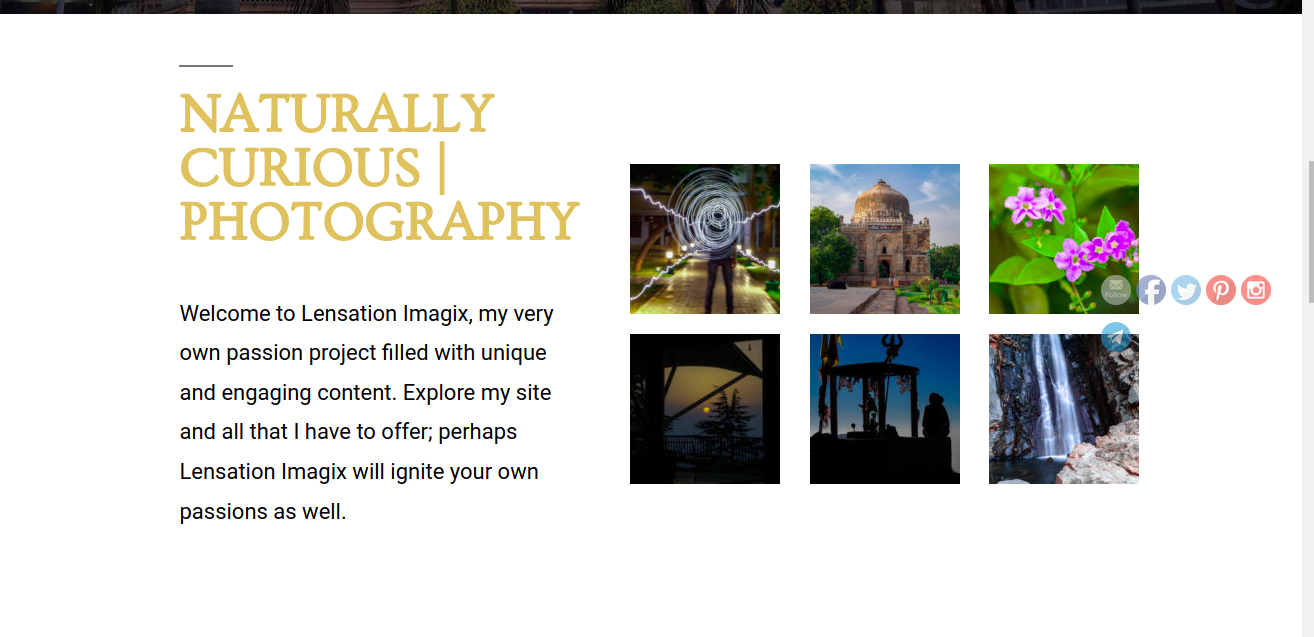 NATURALLY
CURIOUS |
PHOTOGRAPHY
Welcome to Lensation Imagix, my very
own passion project filled with unique
and engaging content. Explore my site
and all that I have to offer; perhaps
Lensation Imagix will ignite your own
passions as well.
Follow